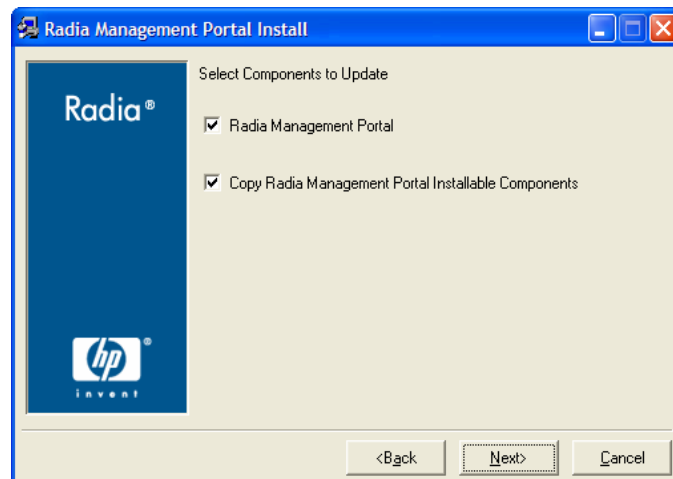 Radia Management Portal Install
Select Components to Update
Radia®
Radia Management Portal
Copy Radia Management Portal Installable Components
hp®
invent
<Back
Next>
Cancel